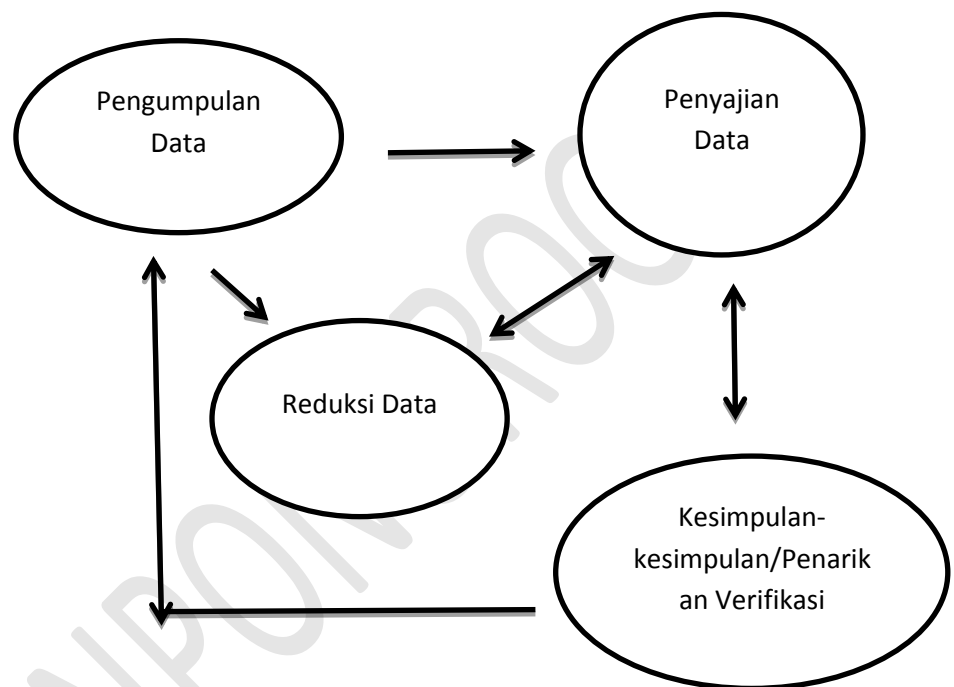 Pengumpulan
Data
Penyajian
Data
Reduksi Data
Kesimpulan-
kesimpulan/Penarik
an Verifikasi